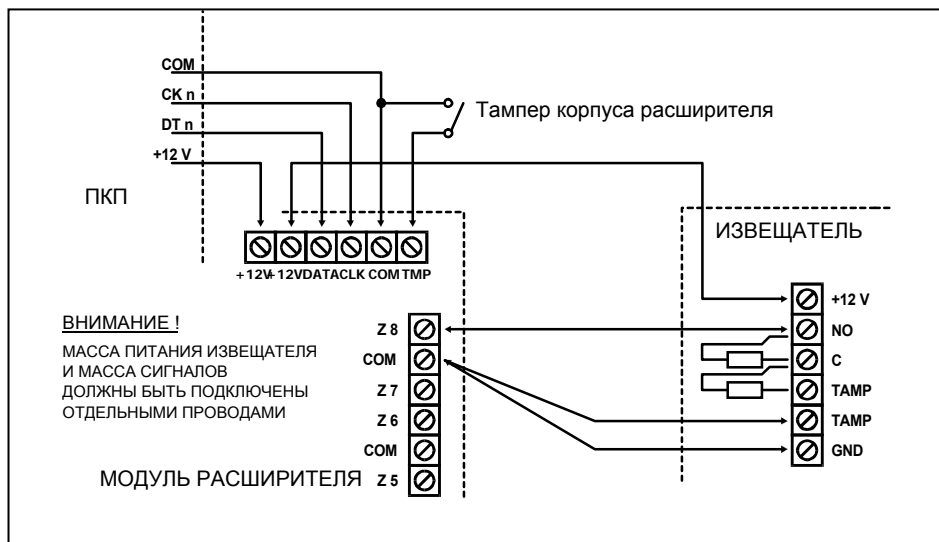 COM
CK n
DT n
+12 V
ПКП
Тампер корпуса расширителя
ИЗВЕЩАТЕЛЬ
+12V +12V DATA CLK COM TMP
ВНИМАНИЕ !
МАССА ПИТАНИЯ ИЗВЕЩАТЕЛЯ
И МАССА СИГНАЛОВ
ДОЛЖНЫ БЫТЬ ПОДКЛЮЧЕНЫ
ОТДЕЛЬНЫМИ ПРОВОДАМИ
МОДУЛЬ РАСШИРИТЕЛЯ
Z 8
COM
Z 7
Z 6
COM
Z 5
+12 V
NO
C
TAMP
TAMP
GND